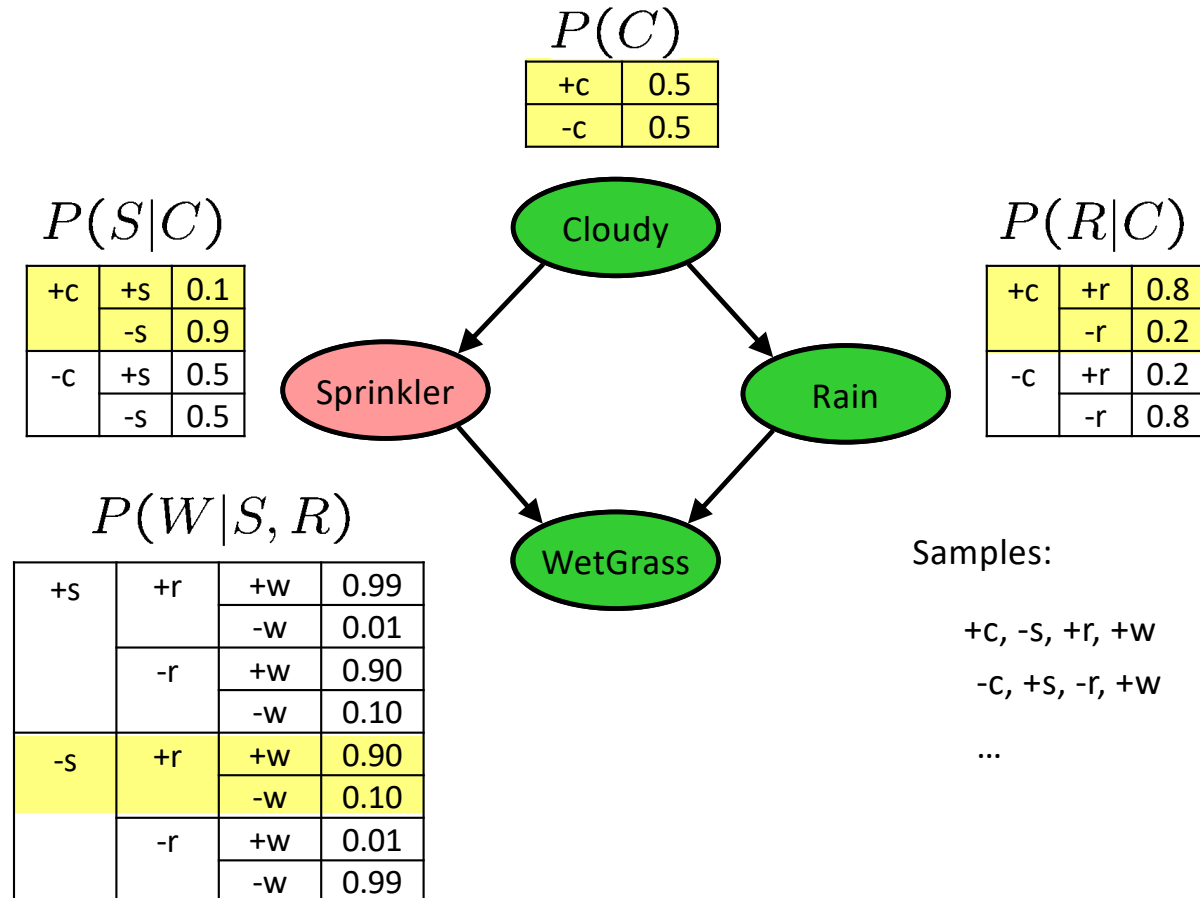 P(C)
+c 0.5
-c 0.5
Cloudy
P(S|C)
+c +s 0.1
-s 0.9
-c +s 0.5
-s 0.5
P(R|C)
+c +r 0.8
-r 0.2
-c +r 0.2
-r 0.8
Sprinkler
Rain
WetGrass
P(W|S, R)
+s +r +w 0.99
-w 0.01
-r +w 0.90
-w 0.10
-s +r +w 0.90
-w 0.10
-r +w 0.01
-w 0.99
Samples:
+c, -s, +r, +w
-c, +s, -r, +w
...